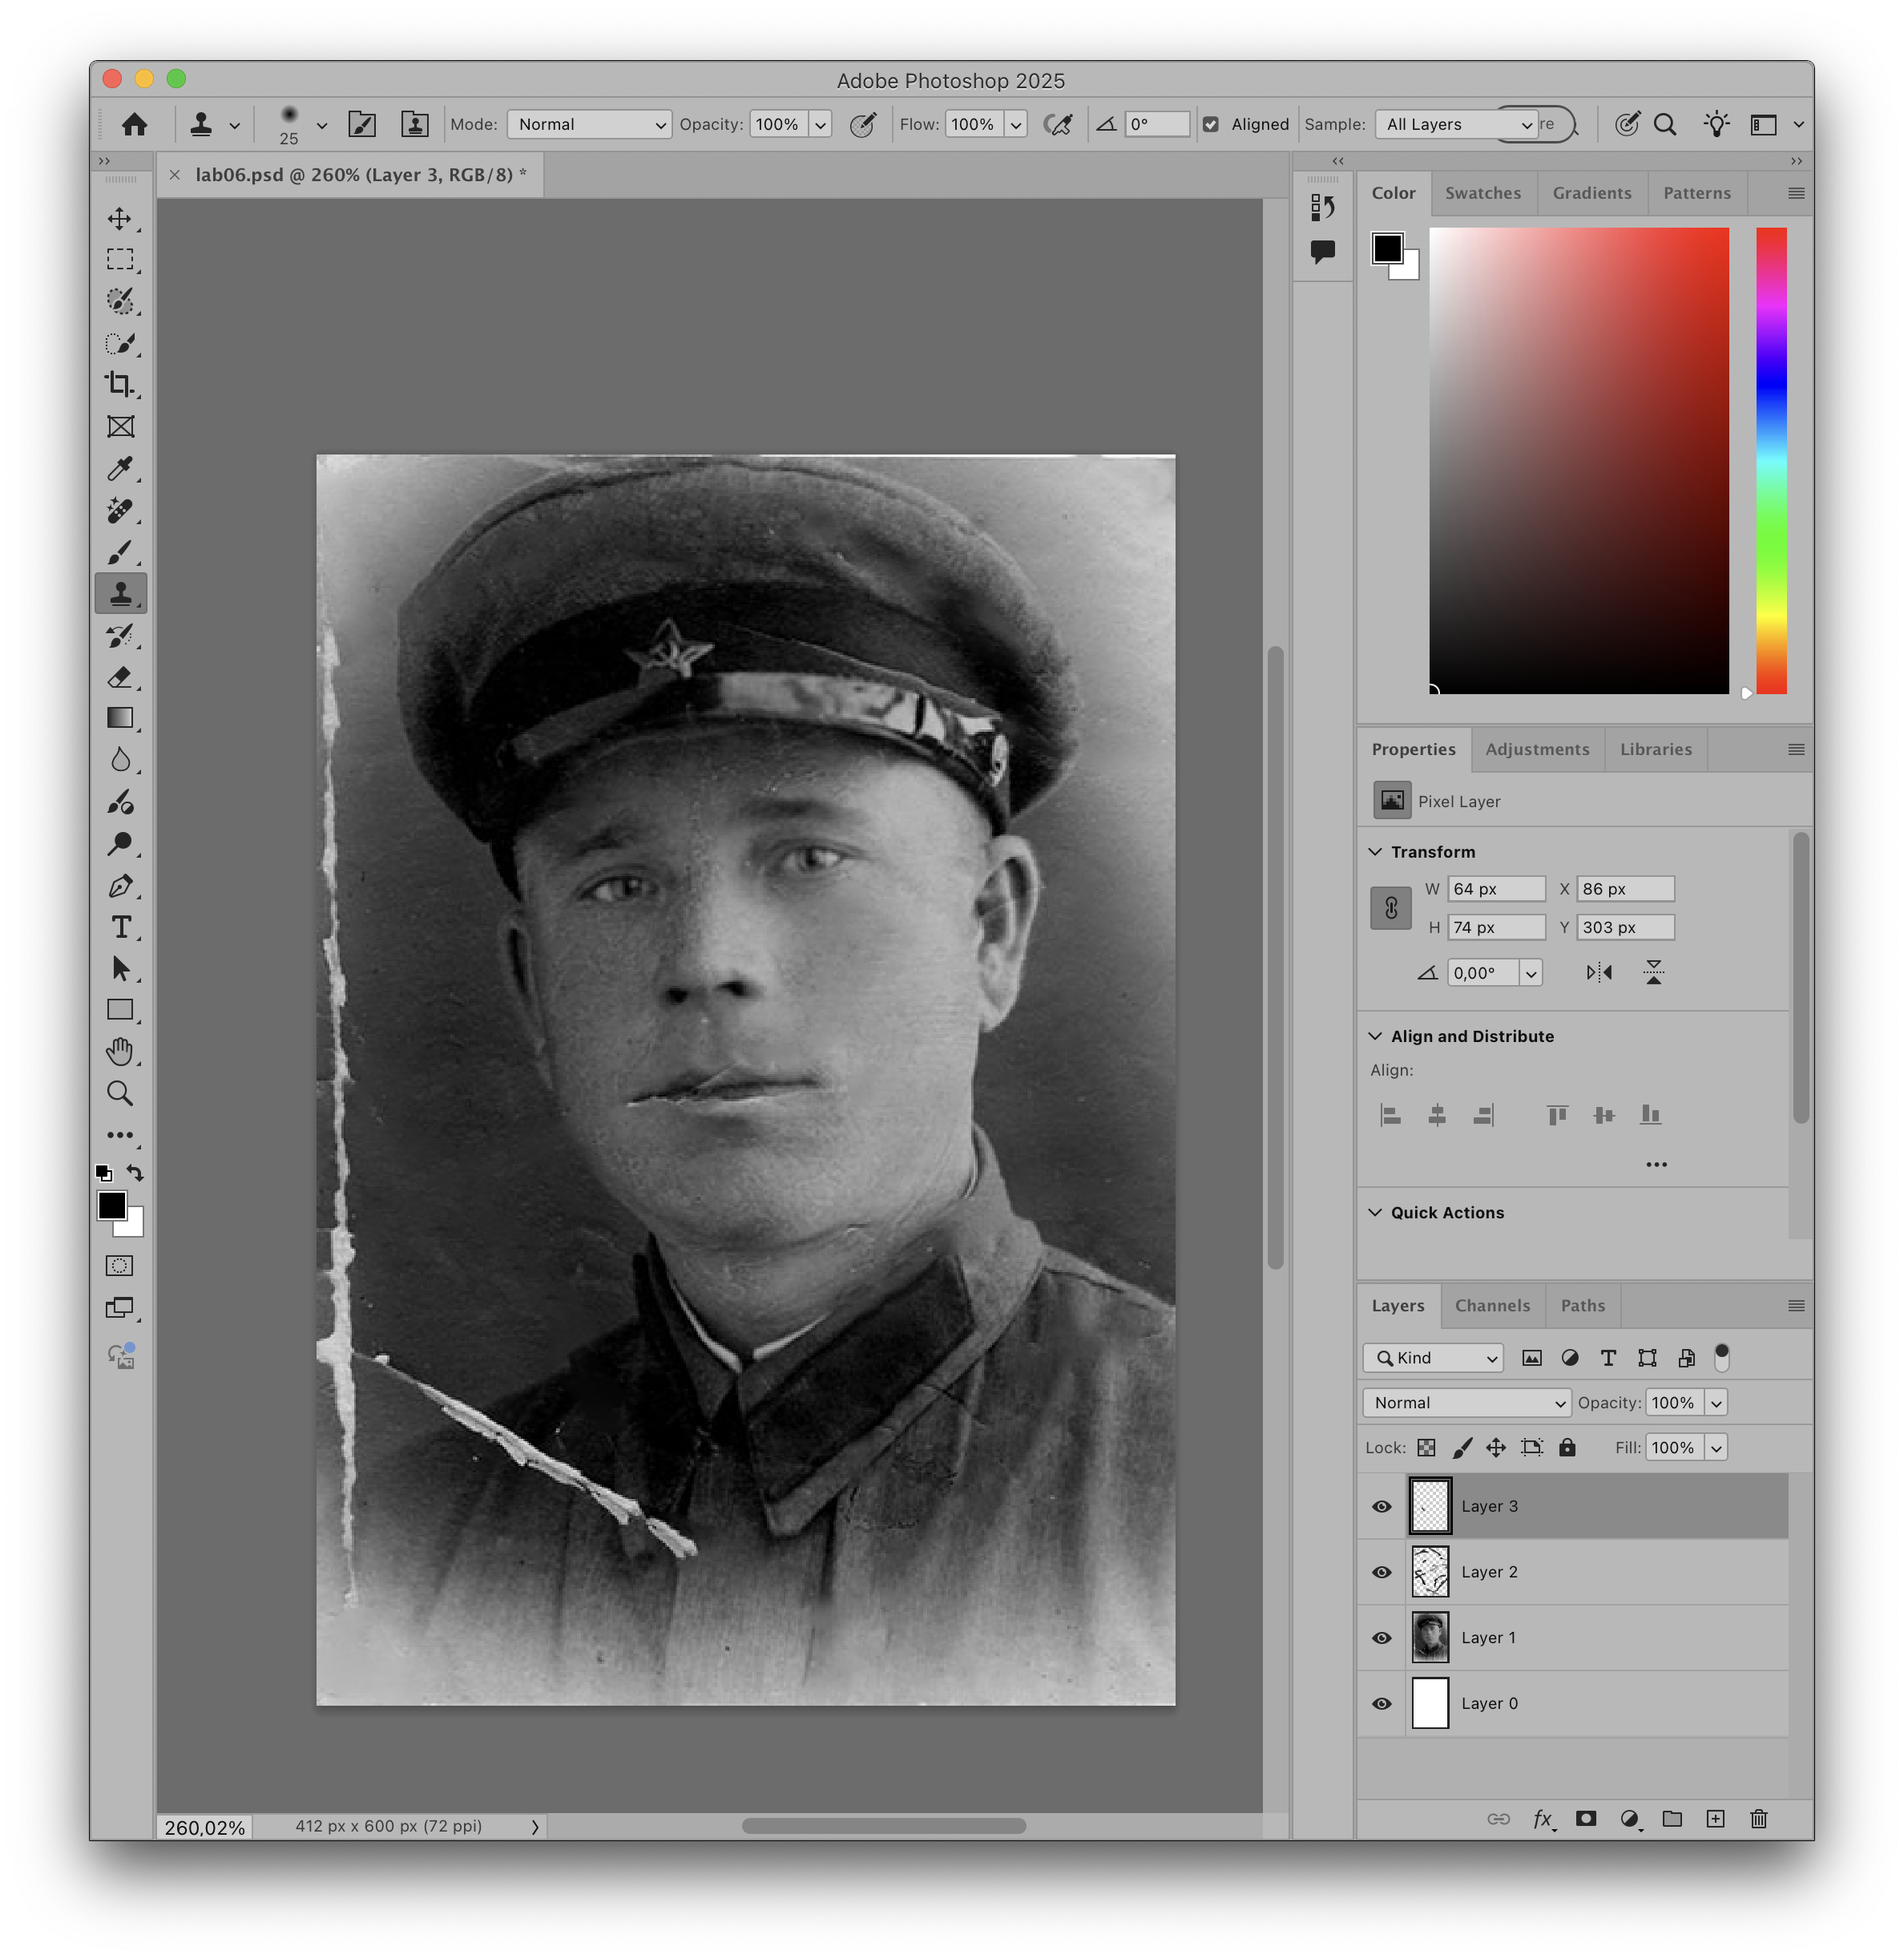 Adobe Photoshop 2025
25 Mode: Normal Opacity: 100% Flow: 100% 0° Aligned Sample: All Layers re
lab06.psd @ 260% (Layer 3, RGB/8) *
Color Swatches Gradients Patterns
Properties Adjustments Libraries
Pixel Layer
Transform
W 64 px X 86 px
H 74 px Y 303 px
0,00°
Align and Distribute
Align:
Quick Actions
Layers Channels Paths
Kind
Normal Opacity: 100%
Lock: Fill: 100%
Layer 3
Layer 2
Layer 1
Layer 0
fx
260,02% 412 px x 600 px (72 ppi)